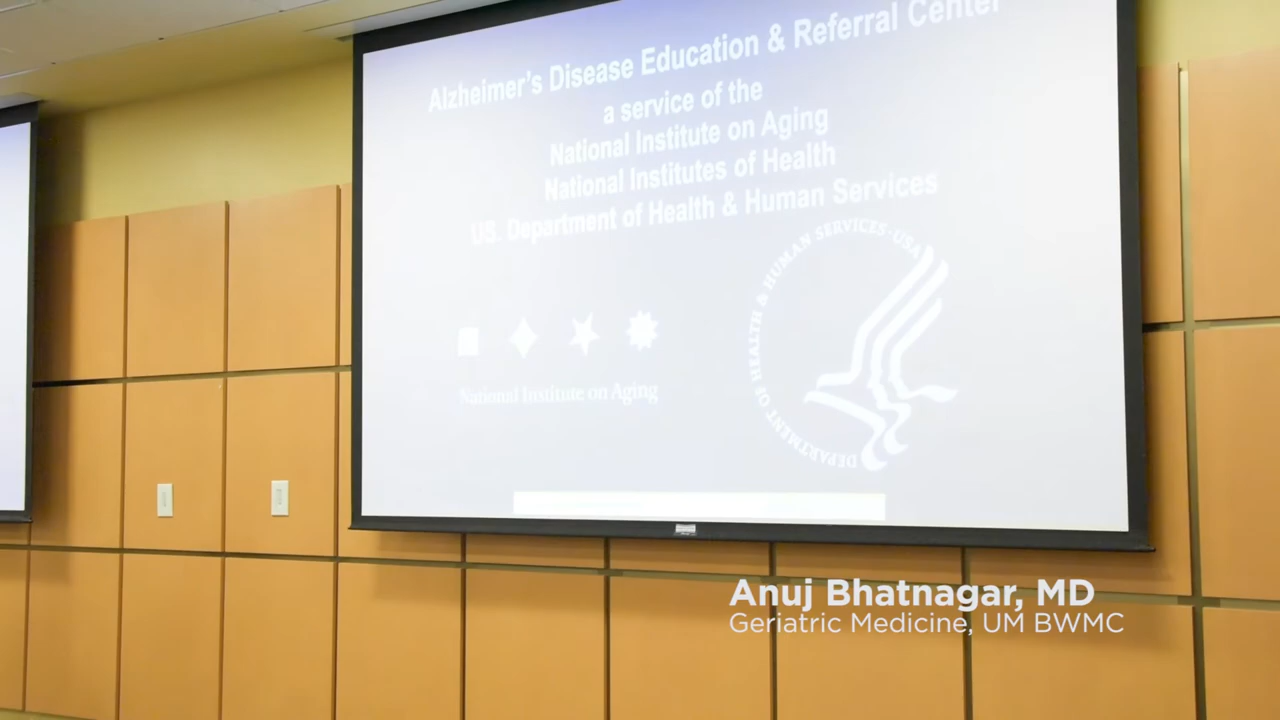 Alzheimer's Disease Education & Referral Center
a service of the
National Institute on Aging
National Institutes of Health
US. Department of Health & Human Services
DEPARTMENT OF HEALTH & HUMAN SERVICES·USA
National Institute on Aging
Anuj Bhatnagar, MD
Geriatric Medicine, UM BWMC